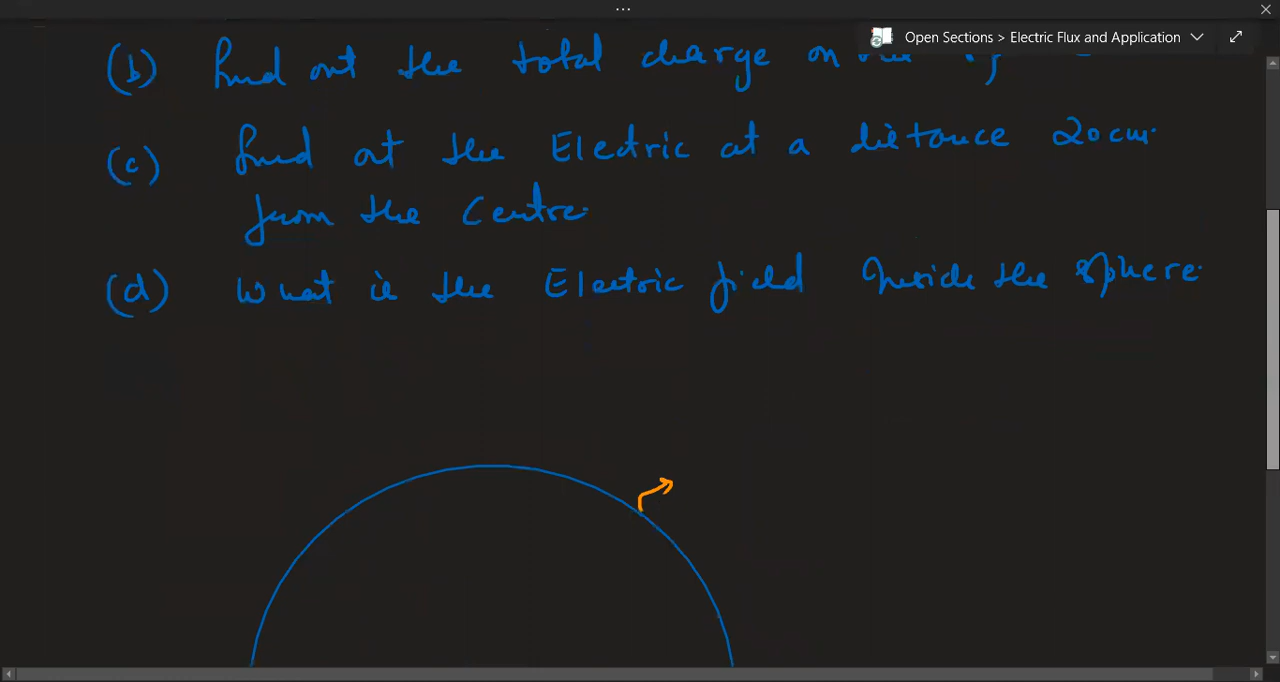 ...
Open Sections > Electric Flux and Application
(b) find out the total charge on the
(c) find at the Electric at a distance 20cm.
from the Centre
(d) What is the Electric field Inside the sphere.